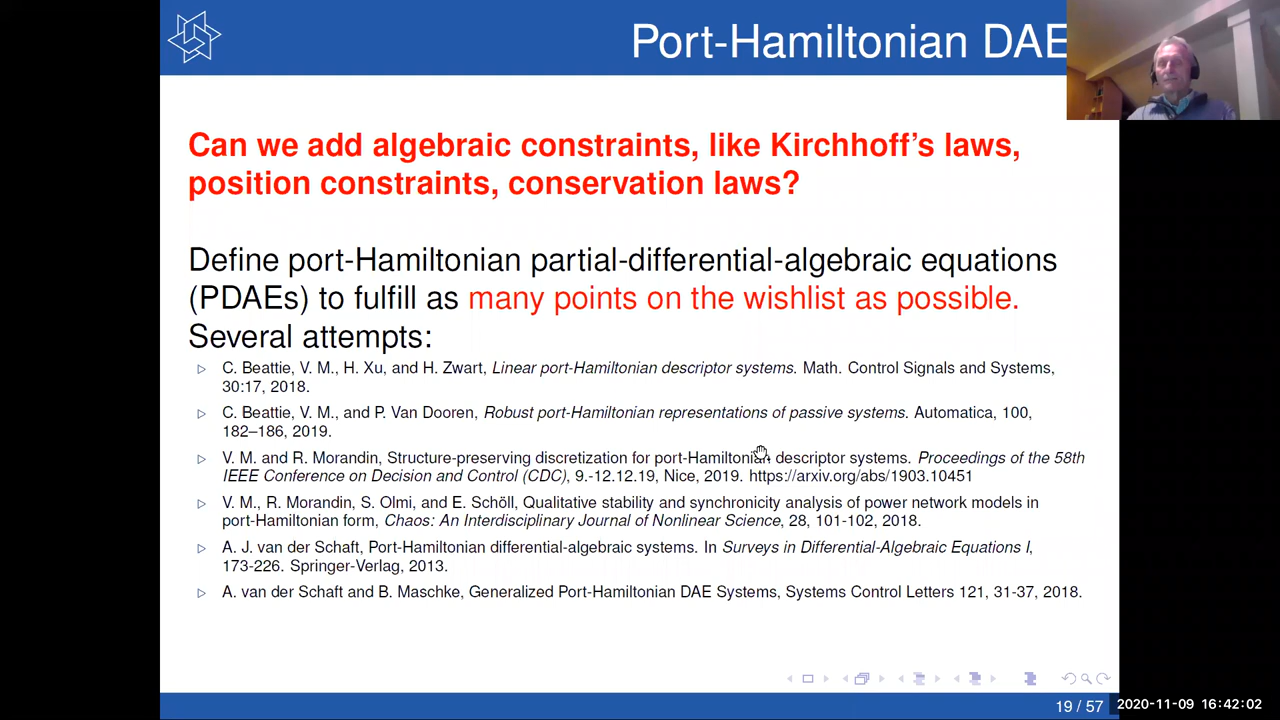 Port-Hamiltonian DAE
Can we add algebraic constraints, like Kirchhoff's laws,
position constraints, conservation laws?
Define port-Hamiltonian partial-differential-algebraic equations
(PDAEs) to fulfill as many points on the wishlist as possible.
Several attempts:
▷ C. Beattie, V. M., H. Xu, and H. Zwart, Linear port-Hamiltonian descriptor systems. Math. Control Signals and Systems,
30:17, 2018.
▷ C. Beattie, V. M., and P. Van Dooren, Robust port-Hamiltonian representations of passive systems. Automatica, 100,
182–186, 2019.
▷ V. M. and R. Morandin, Structure-preserving discretization for port-Hamiltonian descriptor systems. Proceedings of the 58th
IEEE Conference on Decision and Control (CDC), 9.-12.12.19, Nice, 2019. https://arxiv.org/abs/1903.10451
▷ V. M., R. Morandin, S. Olmi, and E. Schöll, Qualitative stability and synchronicity analysis of power network models in
port-Hamiltonian form, Chaos: An Interdisciplinary Journal of Nonlinear Science, 28, 101-102, 2018.
▷ A. J. van der Schaft, Port-Hamiltonian differential-algebraic systems. In Surveys in Differential-Algebraic Equations I,
173-226. Springer-Verlag, 2013.
▷ A. van der Schaft and B. Maschke, Generalized Port-Hamiltonian DAE Systems, Systems Control Letters 121, 31-37, 2018.
19 / 57
2020-11-09 16:42:02